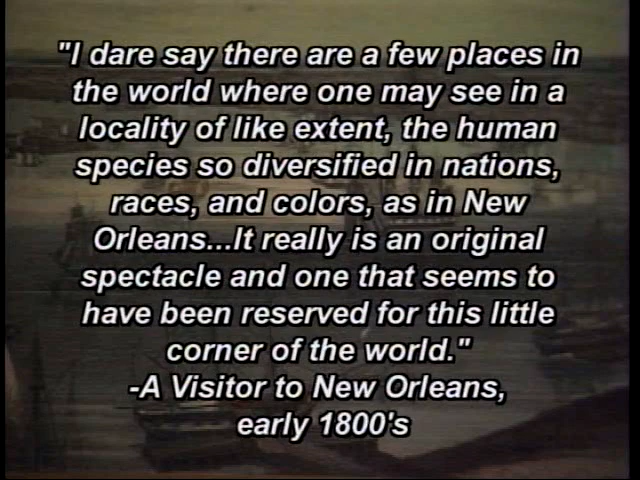 "I dare say there are a few places in
the world where one may see in a
locality of like extent, the human
species so diversified in nations,
races, and colors, as in New
Orleans...It really is an original
spectacle and one that seems to
have been reserved for this little
corner of the world."
-A Visitor to New Orleans,
early 1800's